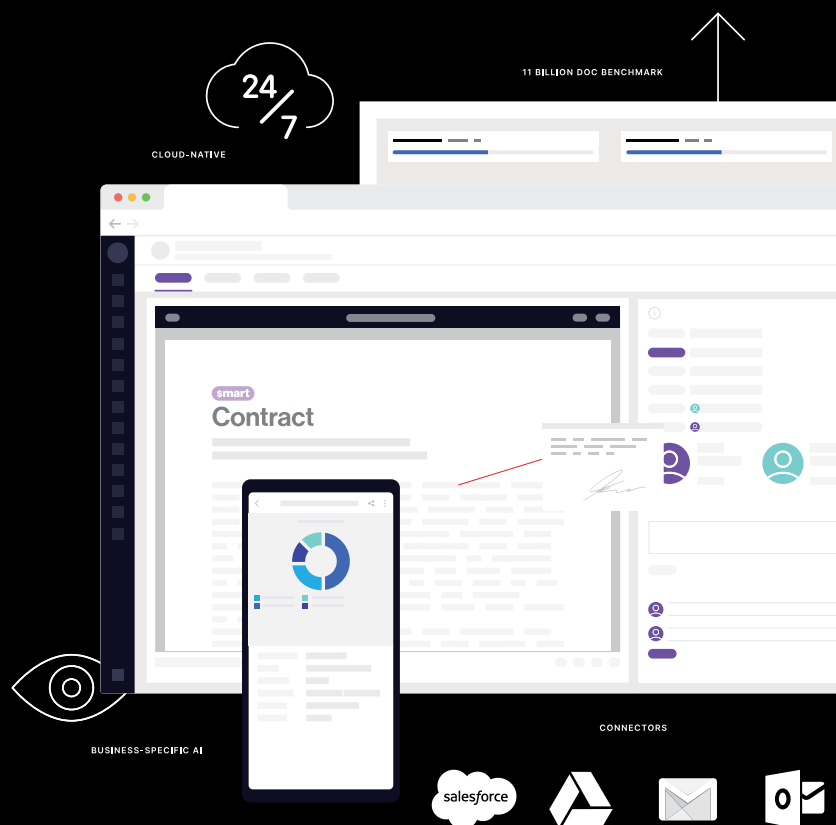 24/7
11 BILLION DOC BENCHMARK
CLOUD-NATIVE
smart
Contract
BUSINESS-SPECIFIC AI
CONNECTORS
salesforce